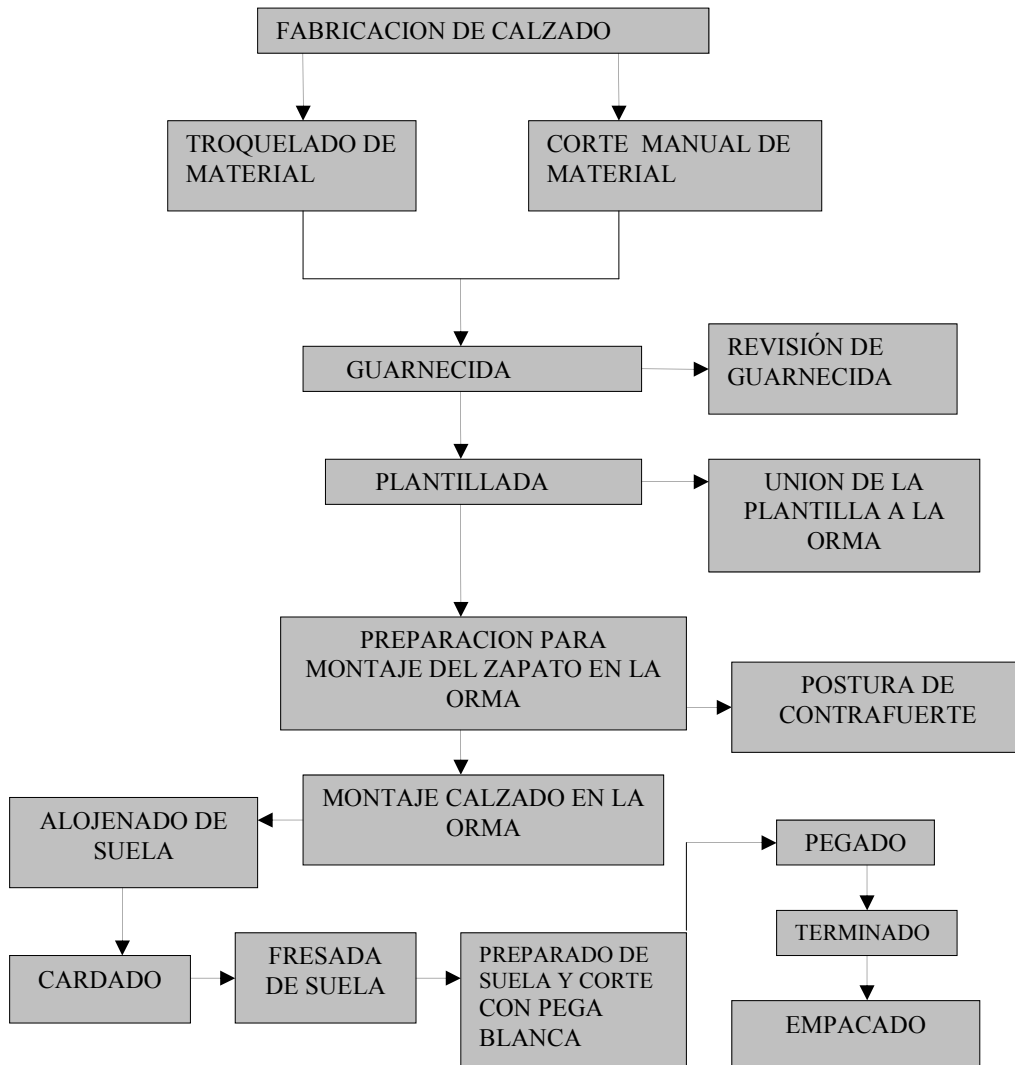 FABRICACION DE CALZADO
TROQUELADO DE
MATERIAL
CORTE MANUAL DE
MATERIAL
GUARNECIDA
REVISIÓN DE
GUARNECIDA
PLANTILLADA
UNION DE LA
PLANTILLA A LA
ORMA
PREPARACION PARA
MONTAJE DEL ZAPATO EN LA
ORMA
POSTURA DE
CONTRAFUERTE
MONTAJE CALZADO EN LA
ORMA
ALOJENADO DE
SUELA
CARDADO
FRESADA
DE SUELA
PREPARADO DE
SUELA Y CORTE
CON PEGA
BLANCA
PEGADO
TERMINADO
EMPACADO